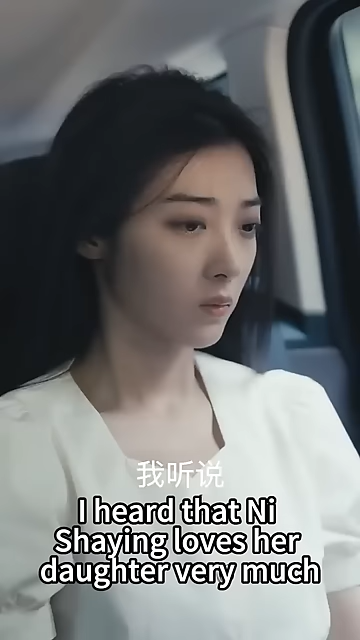 我听说
I heard that Ni
Shaying loves her
daughter very much